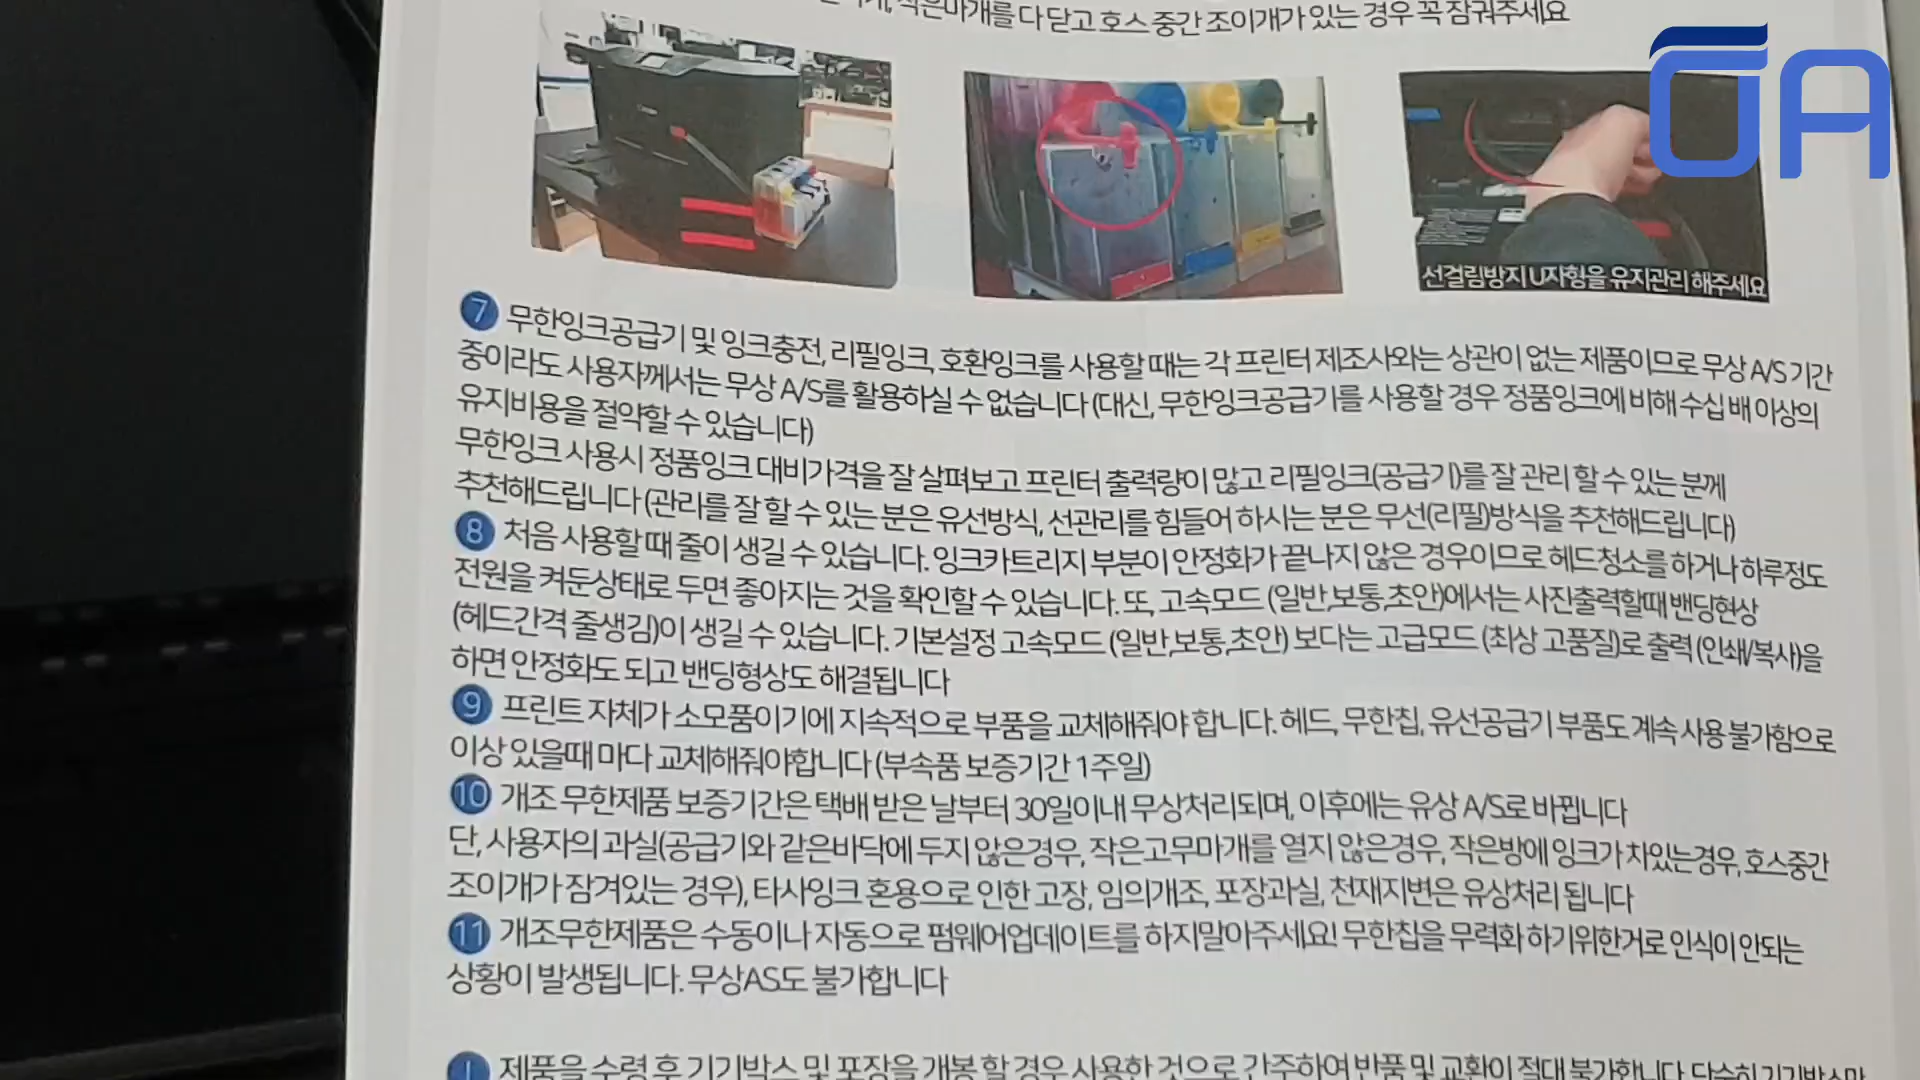 작은마개를 다 닫고 호스 중간 조이개가 있는 경우 꼭 잠궈주세요
OA
선걸림방지 U자형을 유지관리 해주세요
7 무한잉크공급기 및 잉크충전, 리필잉크, 호환잉크를 사용할 때는 각 프린터 제조사와는 상관이 없는 제품이므로 무상 A/S 기간
중이라도 사용자께서는 무상 A/S를 활용하실 수 없습니다 (대신, 무한잉크공급기를 사용할 경우 정품잉크에 비해 수십 배 이상의
유지비용을 절약할 수 있습니다)
무한잉크 사용시 정품잉크 대비가격을 잘 살펴보고 프린터 출력량이 많고 리필잉크(공급기)를 잘 관리 할 수 있는 분께
추천해드립니다 (관리를 잘 할 수 있는 분은 유선방식, 선관리를 힘들어 하시는 분은 무선(리필)방식을 추천해드립니다)
8 처음 사용할 때 줄이 생길 수 있습니다. 잉크카트리지 부분이 안정화가 끝나지 않은 경우이므로 헤드청소를 하거나 하루정도
전원을 켜둔상태로 두면 좋아지는 것을 확인할 수 있습니다. 또, 고속모드 (일반,보통,초안)에서는 사진출력할때 밴딩현상
(헤드간격 줄생김)이 생길 수 있습니다. 기본설정 고속모드 (일반,보통,초안) 보다는 고급모드 (최상 고품질)로 출력 (인쇄/복사)을
하면 안정화도 되고 밴딩형상도 해결됩니다
9 프린트 자체가 소모품이기에 지속적으로 부품을 교체해줘야 합니다. 헤드, 무한칩, 유선공급기 부품도 계속 사용 불가함으로
이상 있을때 마다 교체해줘야합니다 (부속품 보증기간 1주일)
10 개조 무한제품 보증기간은 택배 받은 날부터 30일이내 무상처리되며, 이후에는 유상 A/S로 바뀝니다
단, 사용자의 과실(공급기와 같은바닥에 두지 않은경우, 작은고무마개를 열지 않은경우, 작은방에 잉크가 차있는경우, 호스중간
조이개가 잠겨있는 경우), 타사잉크 혼용으로 인한 고장, 임의개조, 포장과실, 천재지변은 유상처리 됩니다
11 개조무한제품은 수동이나 자동으로 펌웨어업데이트를 하지말아주세요! 무한칩을 무력화 하기위한거로 인식이 안되는
상황이 발생됩니다. 무상AS도 불가합니다
제품을 수령 후 기기박스 및 포장을 개봉 할 경우 사용한 것으로 간주하여 반품 및 교환이 절대 불가합니다. 단순히 기기박스만